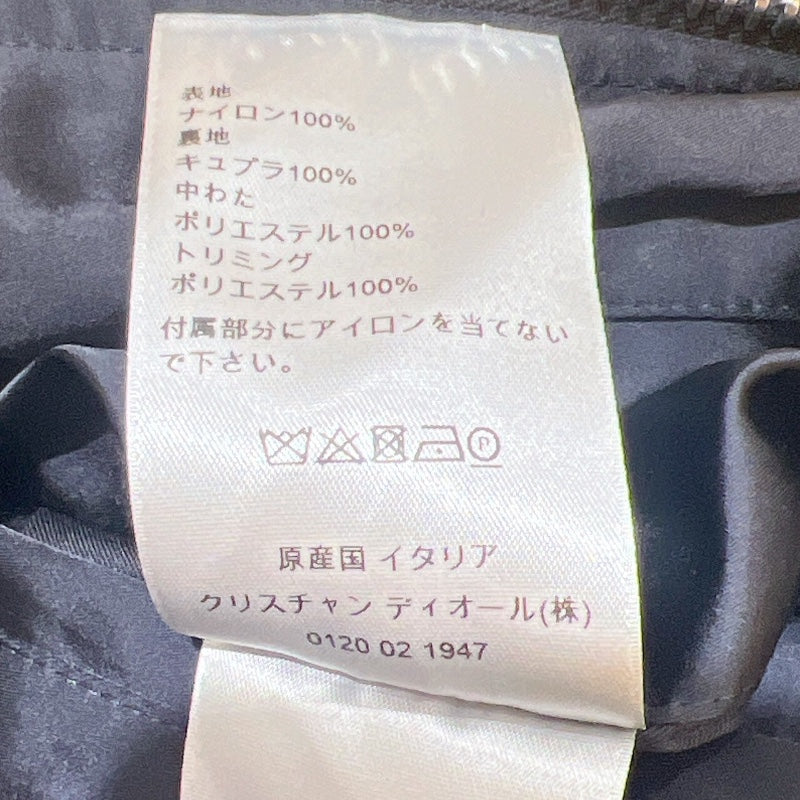 表地
ナイロン100%
裏地
キュプラ100%
中わた
ポリエステル100%
トリミング
ポリエステル100%
付属部分にアイロンを当てない
で下さい。
P
原産国 イタリア
クリスチャン ディオール(株)
0120 02 1947